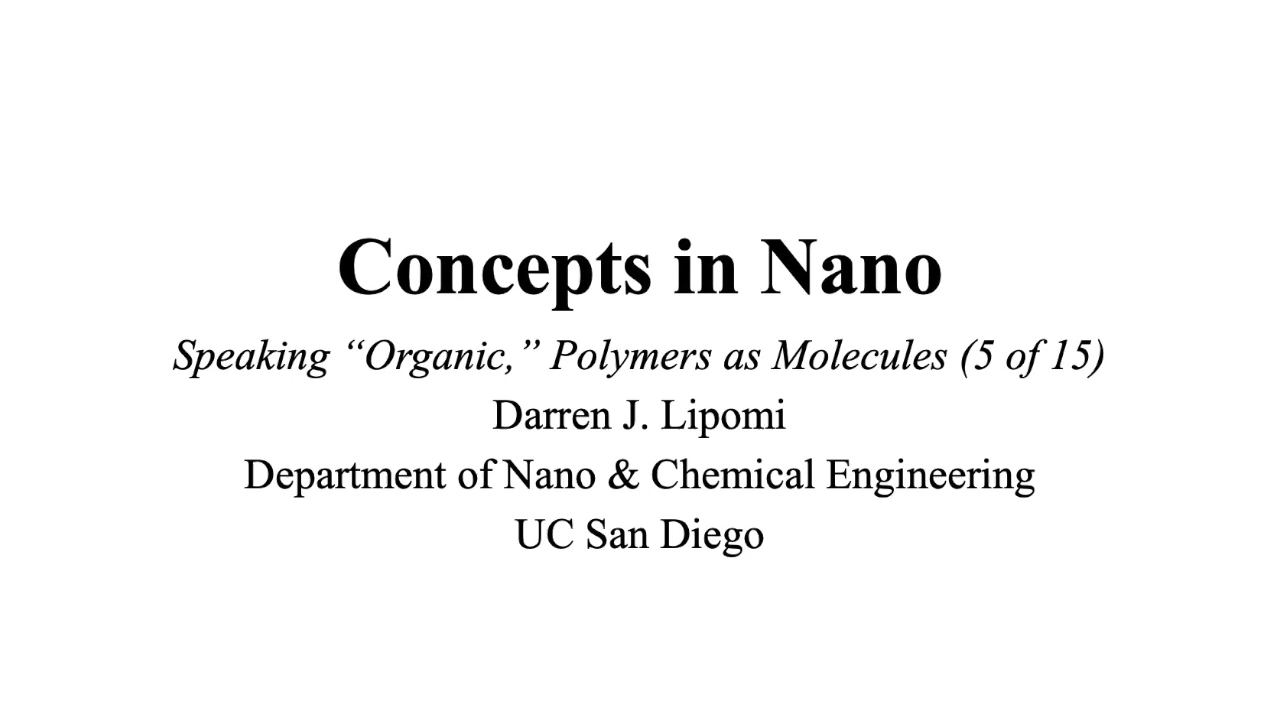 Concepts in Nano
Speaking “Organic,” Polymers as Molecules (5 of 15)
Darren J. Lipomi
Department of Nano & Chemical Engineering
UC San Diego